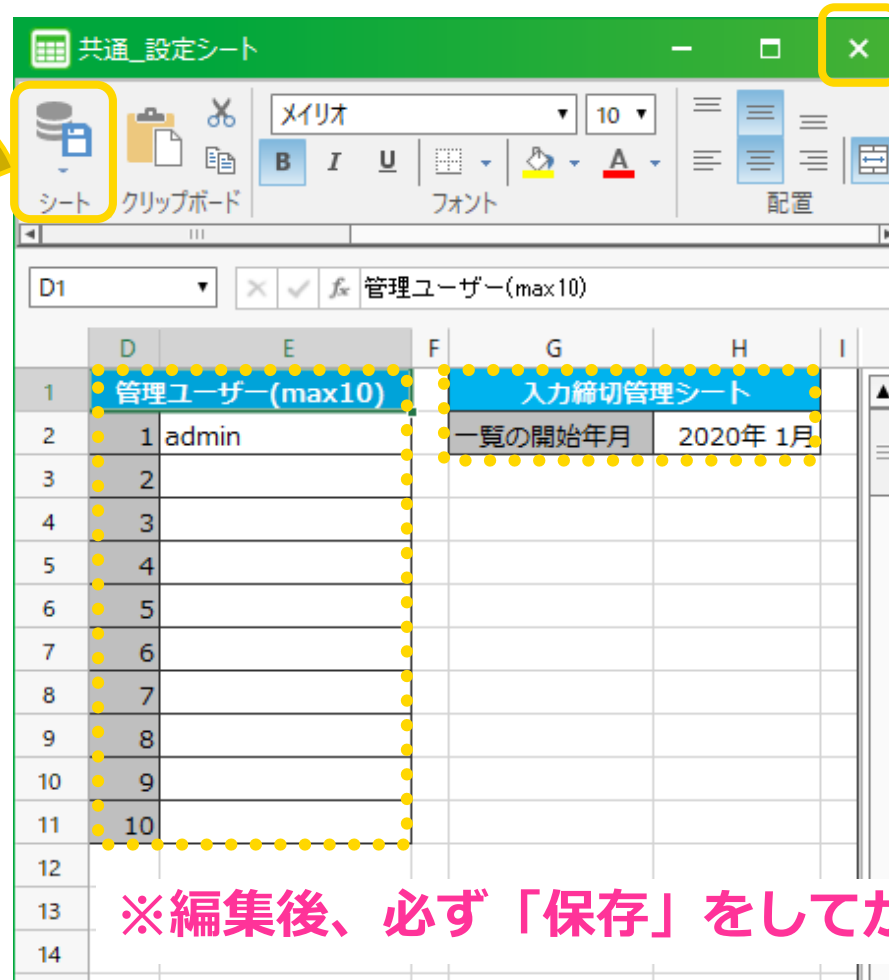 共通_設定シート
メイリオ 10
B I U A
シート クリップボード フォント 配置
D1 fx 管理ユーザー(max10)
D E F G H I
1 管理ユーザー(max10) 入力締切管理シート
2 1 admin 一覧の開始年月 2020年 1月
3 2
4 3
5 4
6 5
7 6
8 7
9 8
10 9
11 10
12
13 ※編集後、必ず「保存」をして
14